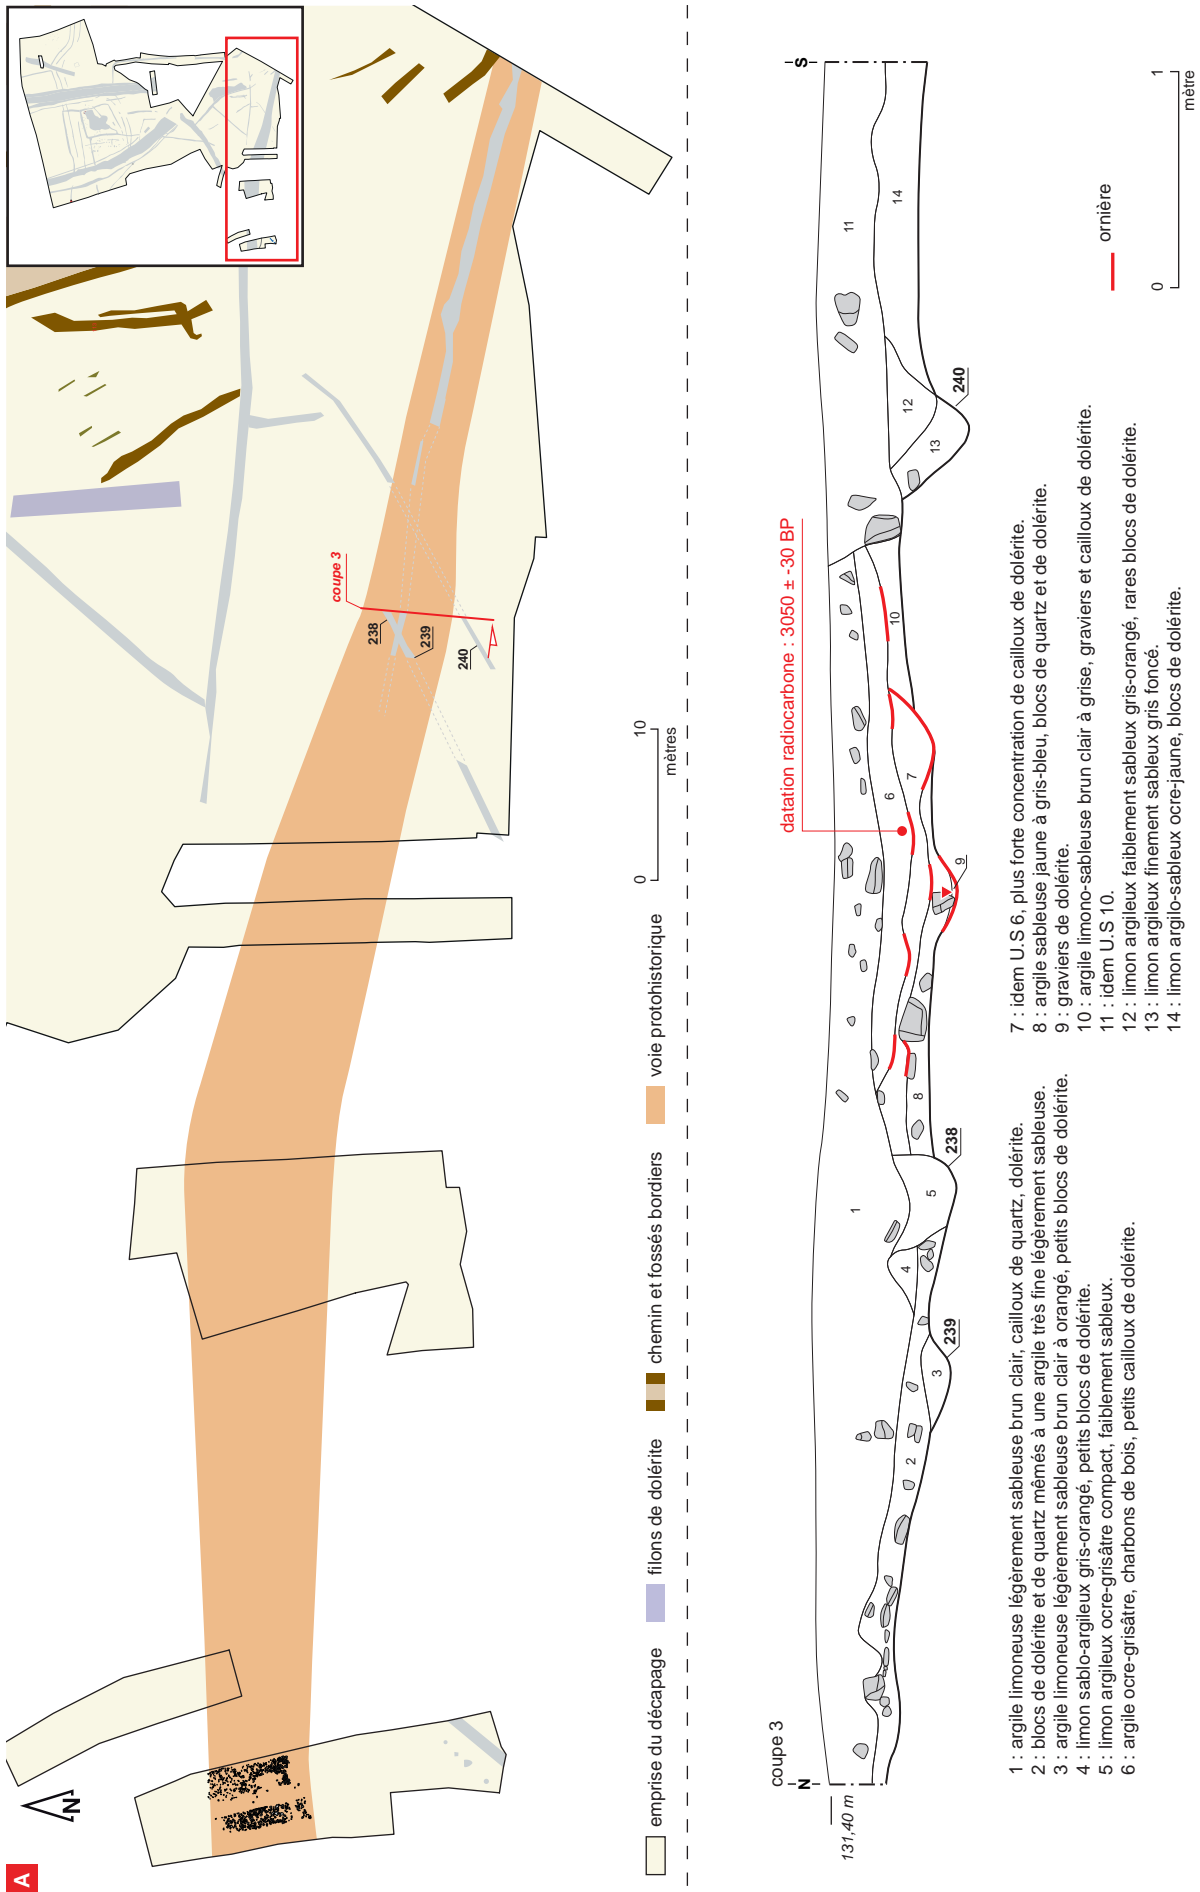 A
N
coupe 3
238
239
240
0 10
mètres
emprise du décapage
filons de dolérite
chemin et fossés bordiers
voie protohistorique
coupe 3
N
S
131,40 m
datation radiocarbone : 3050 ± -30 BP
1
2
3
4
5
6
7
8
9
10
11
12
13
14
239
238
240
ornière
0 1
mètre
1 : argile limoneuse légèrement sableuse brun clair, cailloux de quartz, dolérite.
2 : blocs de dolérite et de quartz mêmés à une argile très fine légèrement sableuse.
3 : argile limoneuse légèrement sableuse brun clair à orangé, petits blocs de dolérite.
4 : limon sablo-argileux gris-orangé, petits blocs de dolérite.
5 : limon argileux ocre-grisâtre compact, faiblement sableux.
6 : argile ocre-grisâtre, charbons de bois, petits cailloux de dolérite.
7 : idem U.S 6, plus forte concentration de cailloux de dolérite.
8 : argile sableuse jaune à gris-bleu, blocs de quartz et de dolérite.
9 : graviers de dolérite.
10 : argile limono-sableuse brun clair à grise, graviers et cailloux de dolérite.
11 : idem U.S 10.
12 : limon argileux faiblement sableux gris-orangé, rares blocs de dolérite.
13 : limon argileux finement sableux gris foncé.
14 : limon argilo-sableux ocre-jaune, blocs de dolérite.